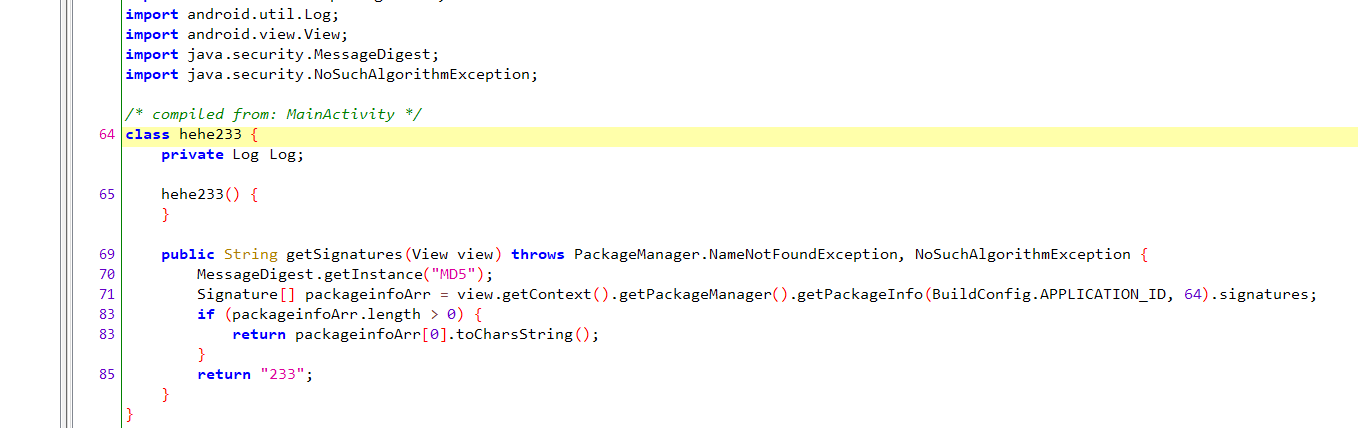 import android.util.Log;
import android.view.View;
import java.security.MessageDigest;
import java.security.NoSuchAlgorithmException;
/* compiled from: MainActivity */
64 class hehe233 {
private Log Log;
65 hehe233() {
}
69 public String getSignatures(View view) throws PackageManager.NameNotFoundException, NoSuchAlgorithmException {
70 MessageDigest.getInstance("MD5");
71 Signature[] packageinfoArr = view.getContext().getPackageManager().getPackageInfo(BuildConfig.APPLICATION_ID, 64).signatures;
83 if (packageinfoArr.length > 0) {
83 return packageinfoArr[0].toCharsString();
}
85 return "233";
}
}